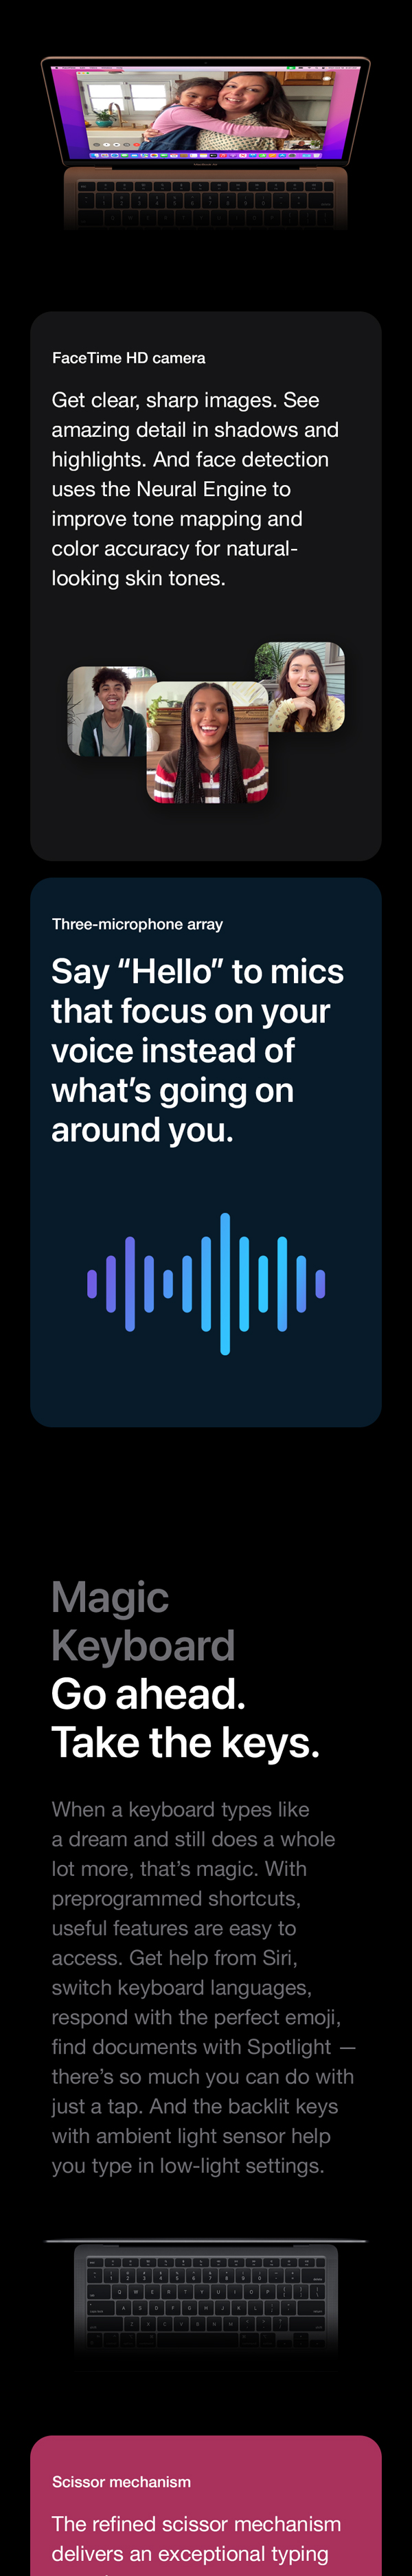 FaceTime HD camera
Get clear, sharp images. See
amazing detail in shadows and
highlights. And face detection
uses the Neural Engine to
improve tone mapping and
color accuracy for natural-
looking skin tones.
Three-microphone array
Say “Hello” to mics
that focus on your
voice instead of
what’s going on
around you.
Magic
Keyboard
Go ahead.
Take the keys.
When a keyboard types like
a dream and still does a whole
lot more, that’s magic. With
preprogrammed shortcuts,
useful features are easy to
access. Get help from Siri,
switch keyboard languages,
respond with the perfect emoji,
find documents with Spotlight —
there’s so much you can do with
just a tap. And the backlit keys
with ambient light sensor help
you type in low-light settings.
Scissor mechanism
The refined scissor mechanism
delivers an exceptional typing